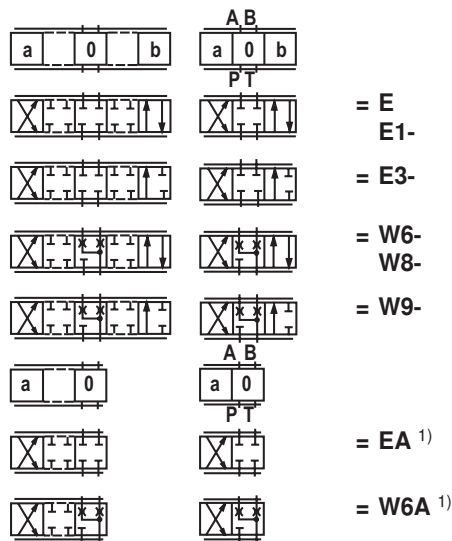 A B
a 0 b a 0 b
P T
= E
E1-
= E3-
= W6-
W8-
= W9-
A B
a 0 a 0
P T
= EA 1)
= W6A 1)